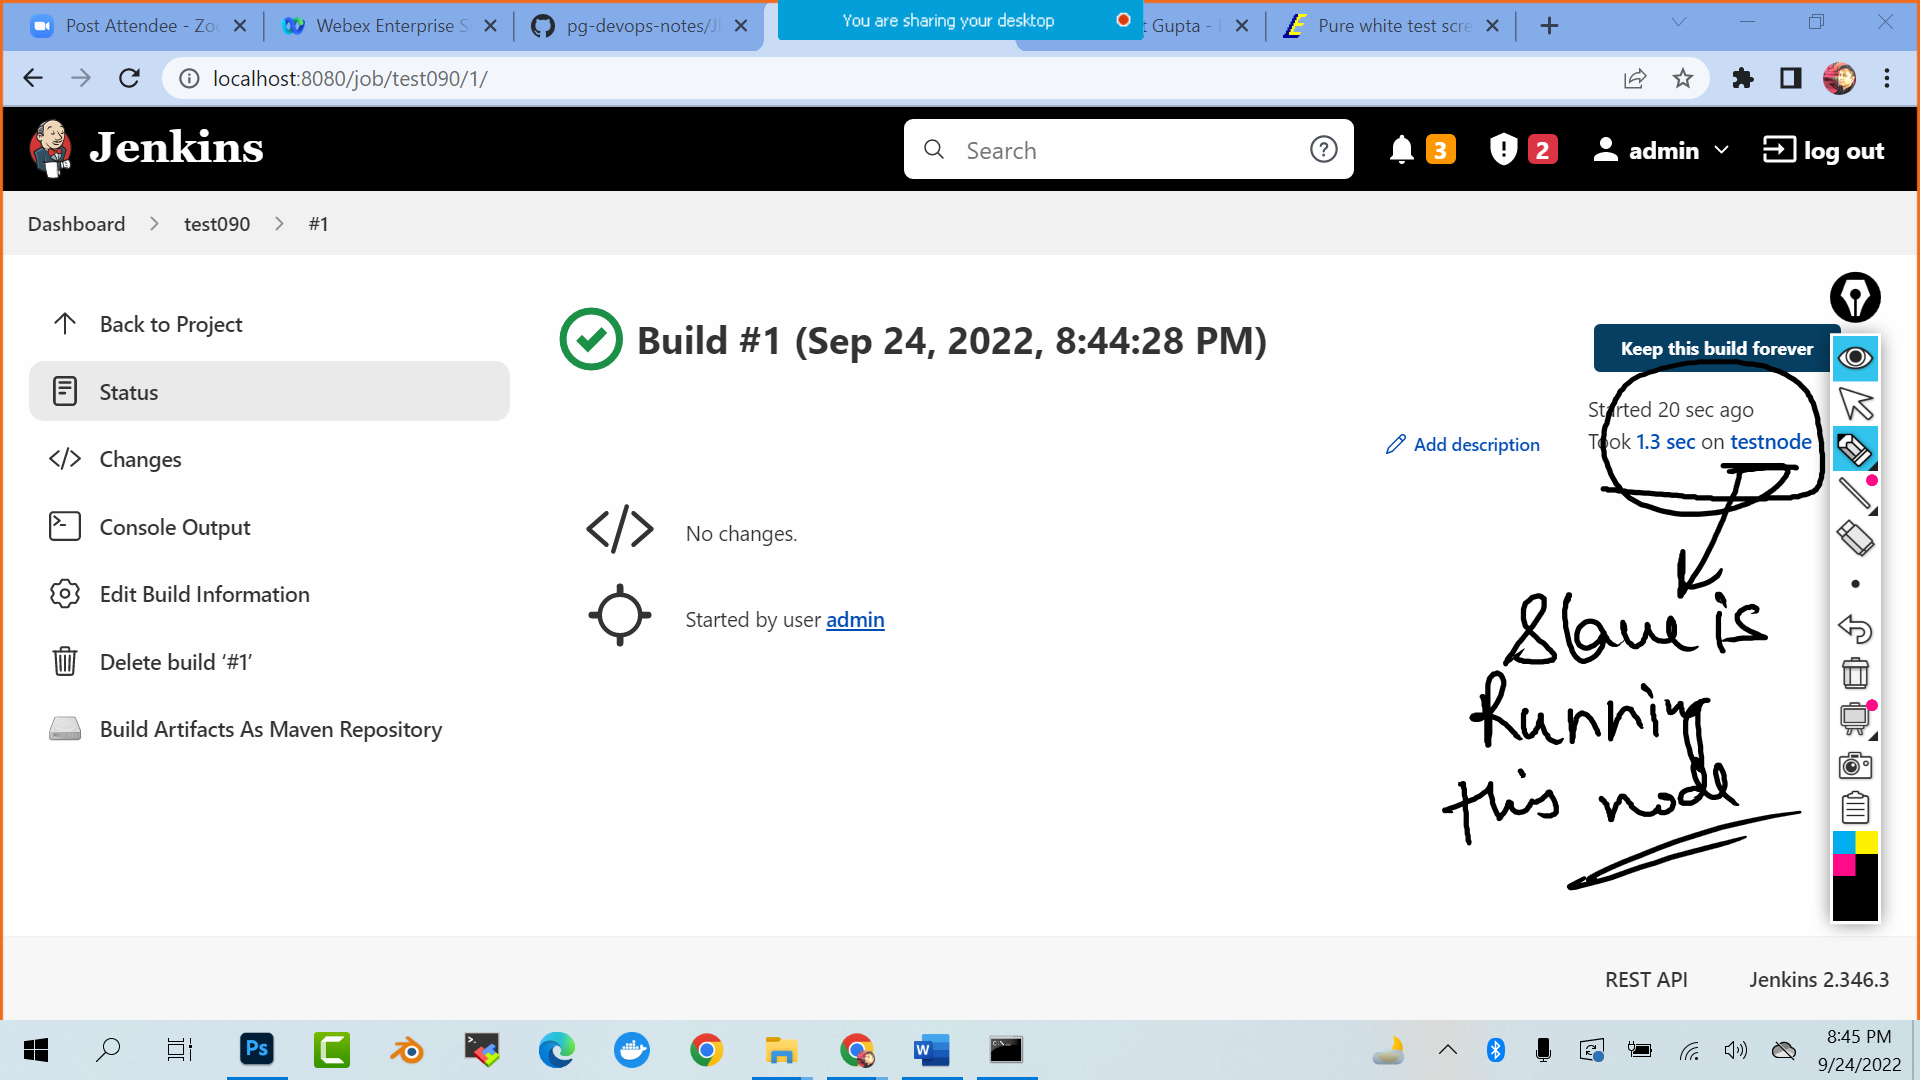 Post Attendee - Zoo
Webex Enterprise S
pg-devops-notes/JE
You are sharing your desktop
t Gupta -
Pure white test scre
localhost:8080/job/test090/1/
Jenkins
Search
3
2
admin
log out
Dashboard
test090
#1
Back to Project
Status
Changes
Console Output
Edit Build Information
Delete build ‘#1’
Build Artifacts As Maven Repository
Build #1 (Sep 24, 2022, 8:44:28 PM)
Keep this build forever
Started 20 sec ago
Took 1.3 sec on testnode
Add description
No changes.
Started by user admin
Slave is
Running
this node
REST API
Jenkins 2.346.3
Ps
8:45 PM
9/24/2022